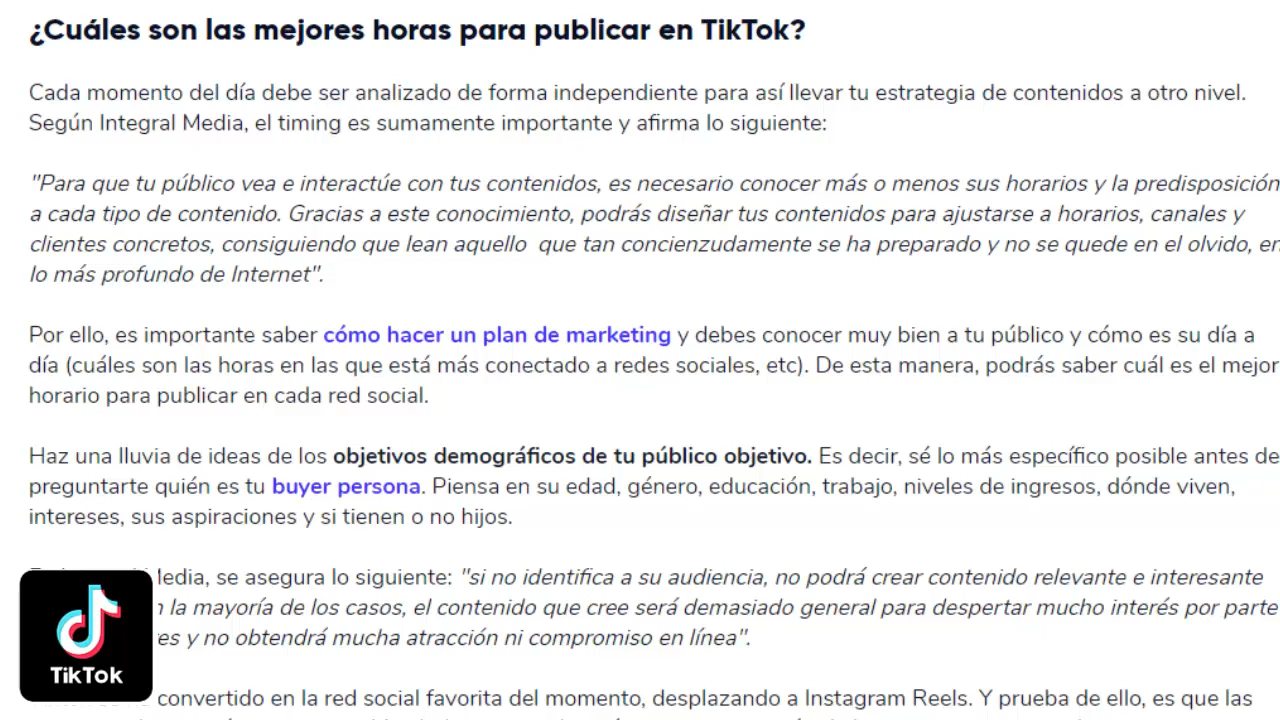 ¿Cuáles son las mejores horas para publicar en TikTok?
Cada momento del día debe ser analizado de forma independiente para así llevar tu estrategia de contenidos a otro nivel.
Según Integral Media, el timing es sumamente importante y afirma lo siguiente:
"Para que tu público vea e interactúe con tus contenidos, es necesario conocer más o menos sus horarios y la predisposición
a cada tipo de contenido. Gracias a este conocimiento, podrás diseñar tus contenidos para ajustarse a horarios, canales y
clientes concretos, consiguiendo que lean aquello que tan concienzudamente se ha preparado y no se quede en el olvido, en
lo más profundo de Internet".
Por ello, es importante saber cómo hacer un plan de marketing y debes conocer muy bien a tu público y cómo es su día a
día (cuáles son las horas en las que está más conectado a redes sociales, etc). De esta manera, podrás saber cuál es el mejor
horario para publicar en cada red social.
Haz una lluvia de ideas de los objetivos demográficos de tu público objetivo. Es decir, sé lo más específico posible antes de
preguntarte quién es tu buyer persona. Piensa en su edad, género, educación, trabajo, niveles de ingresos, dónde viven,
intereses, sus aspiraciones y si tienen o no hijos.
Media, se asegura lo siguiente: "si no identifica a su audiencia, no podrá crear contenido relevante e interesante
la mayoría de los casos, el contenido que cree será demasiado general para despertar mucho interés por parte
es y no obtendrá mucha atracción ni compromiso en línea".
convertido en la red social favorita del momento, desplazando a Instagram Reels. Y prueba de ello, es que las
TikTok